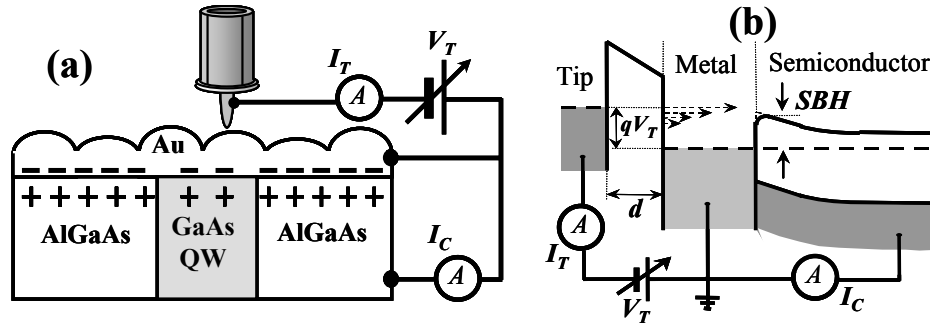 (a)
I_T
A
V_T
Au
+ + + + +
+ +
+ + + + +
AlGaAs
GaAs
QW
AlGaAs
I_C
A
(b)
Tip
Metal
Semiconductor
SBH
qV_T
d
A
I_T
V_T
A
I_C